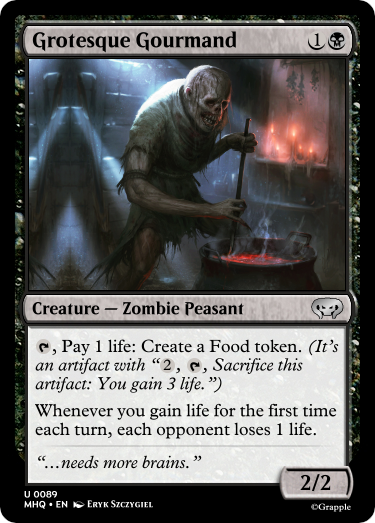 Grotesque Gourmand 1
Creature — Zombie Peasant
, Pay 1 life: Create a Food token. (It's
an artifact with “2, , Sacrifice this
artifact: You gain 3 life.”)
Whenever you gain life for the first time
each turn, each opponent loses 1 life.
“...needs more brains.”
2/2
U 0089
MHQ • EN Eryk Szczygiel
©Grapple